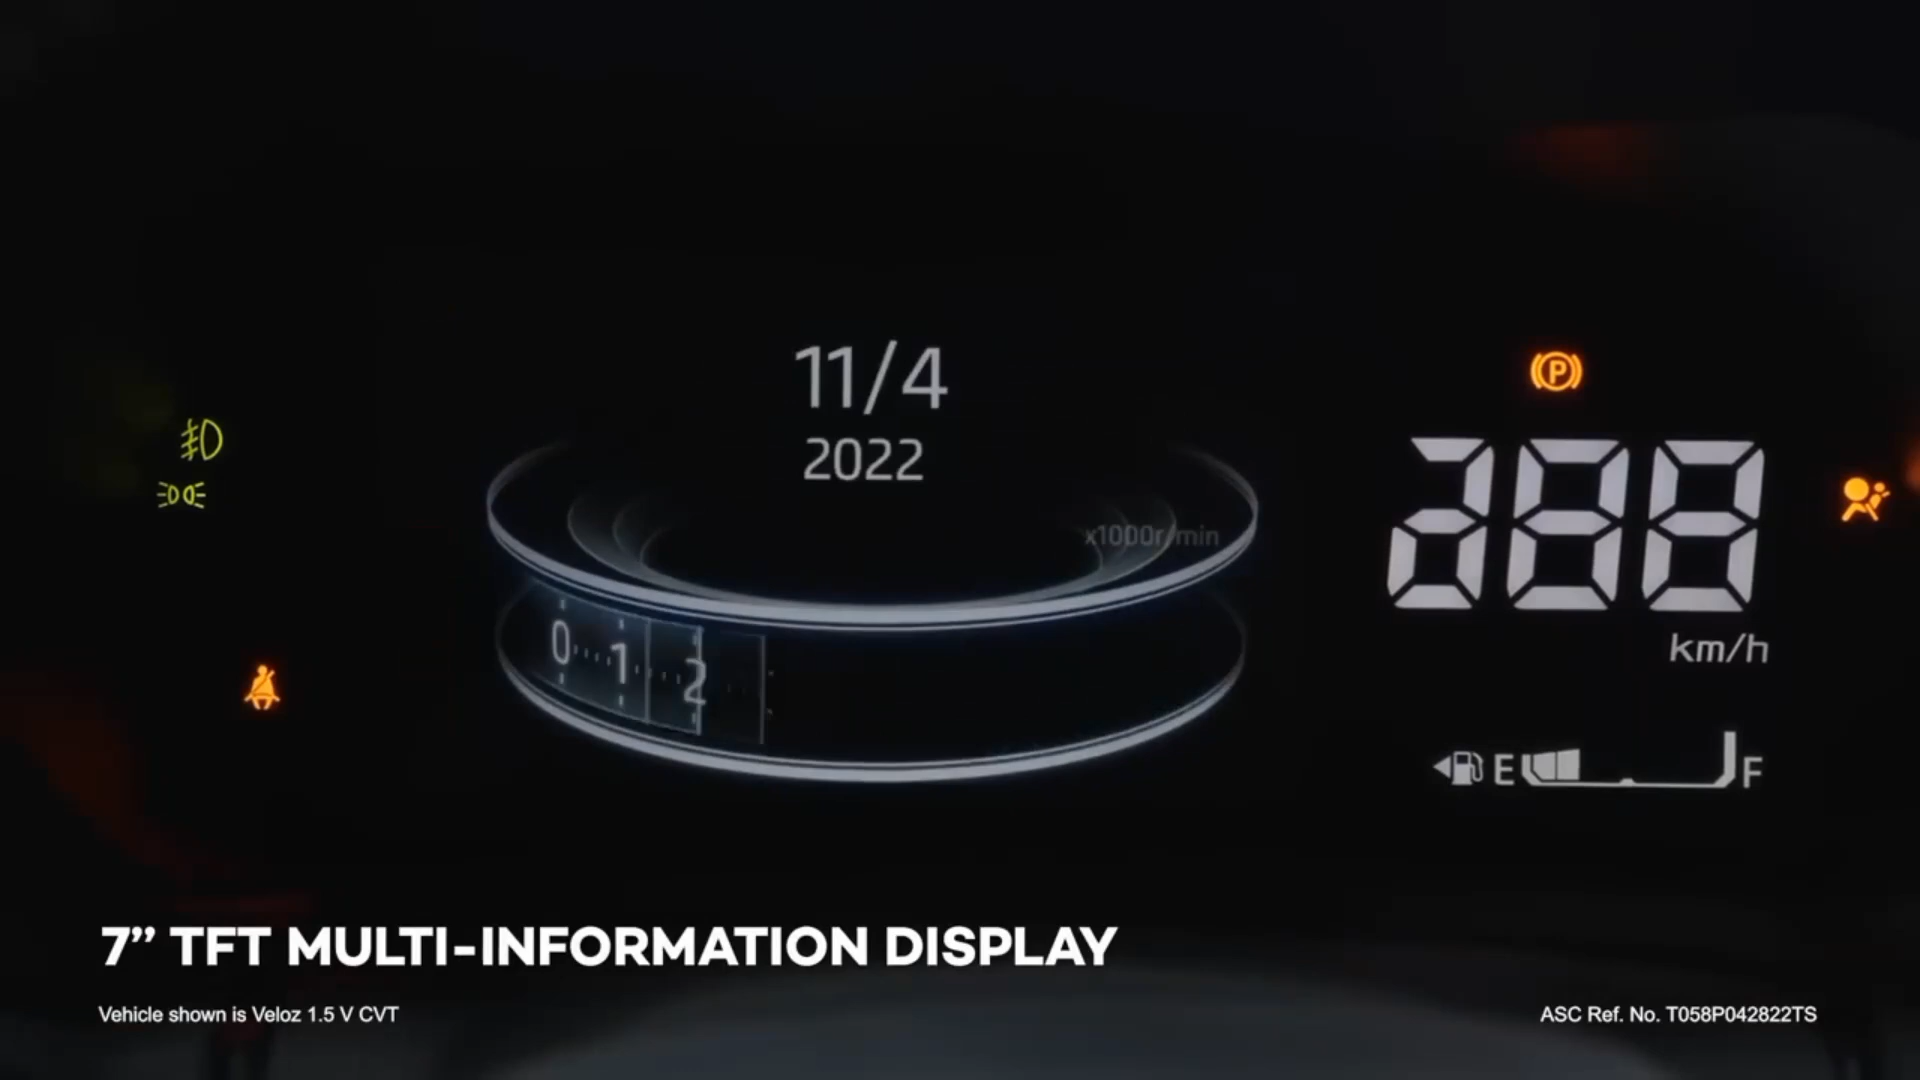 11/4
2022
x1000r/min
0 1 2
288
km/h
E F
7” TFT MULTI-INFORMATION DISPLAY
Vehicle shown is Veloz 1.5 V CVT
ASC Ref. No. T058P042822TS